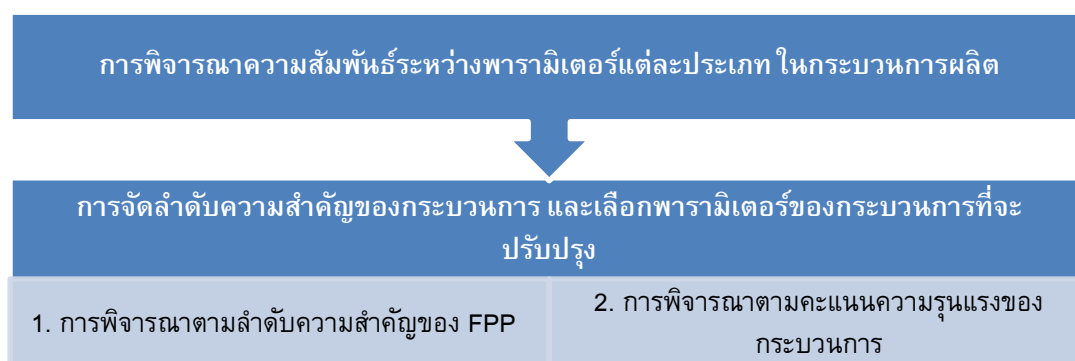 การพิจารณาความสัมพันธ์ระหว่างพารามิเตอร์แต่ละประเภท ในกระบวนการผลิต
การจัดลำดับความสำคัญของกระบวนการ และเลือกพารามิเตอร์ของกระบวนการที่จะ
ปรับปรุง
1. การพิจารณาตามลำดับความสำคัญของ FPP
2. การพิจารณาตามคะแนนความรุนแรงของ
กระบวนการ